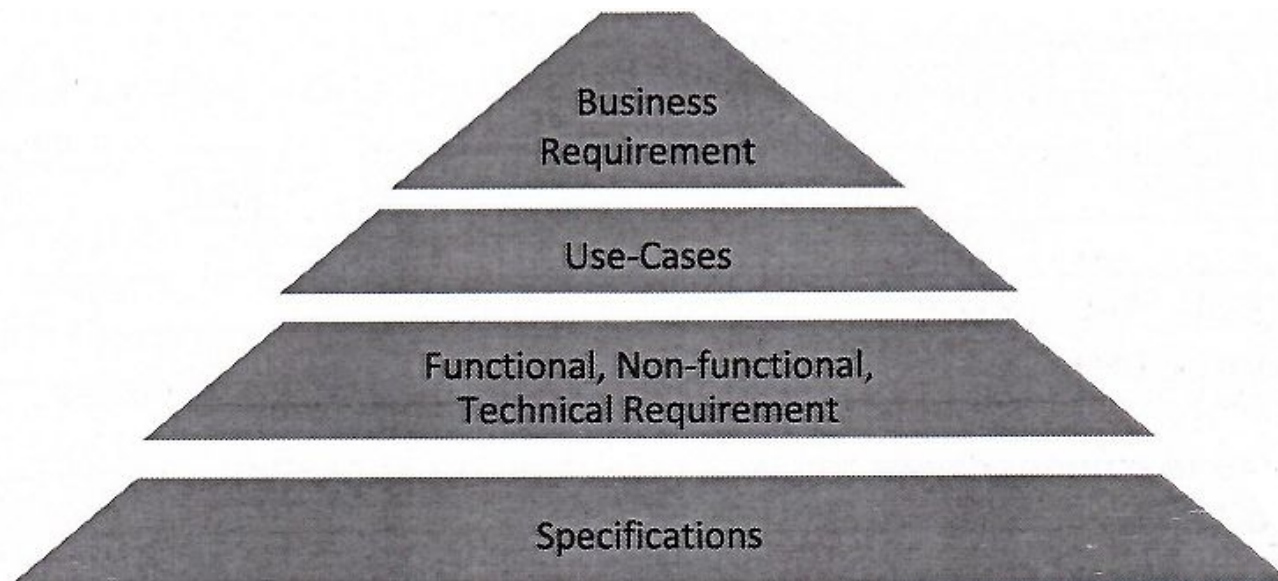 Business
Requirement
Use-Cases
Functional, Non-functional,
Technical Requirement
Specifications